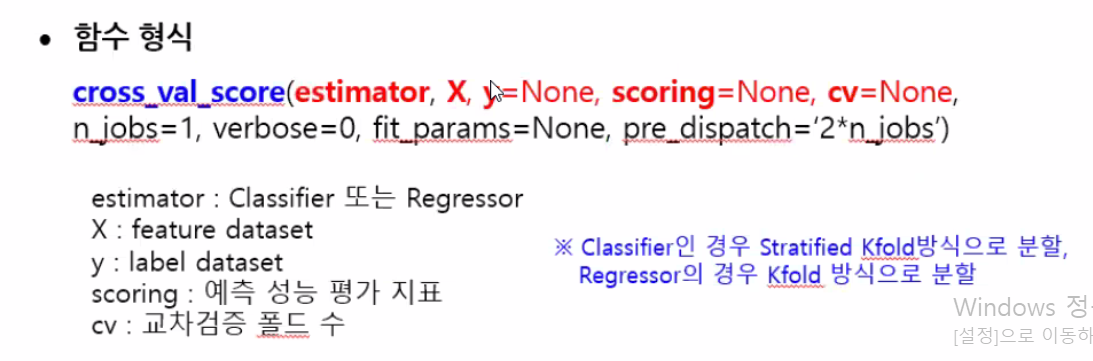 • 함수 형식
cross_val_score(estimator, X, y=None, scoring=None, cv=None,
n_jobs=1, verbose=0, fit_params=None, pre_dispatch=‘2*n_jobs’)
estimator : Classifier 또는 Regressor
X : feature dataset
y : label dataset
scoring : 예측 성능 평가 지표
cv : 교차검증 폴드 수
※ Classifier인 경우 Stratified Kfold방식으로 분할,
Regressor의 경우 Kfold 방식으로 분할
Windows 정
[설정]으로 이동하